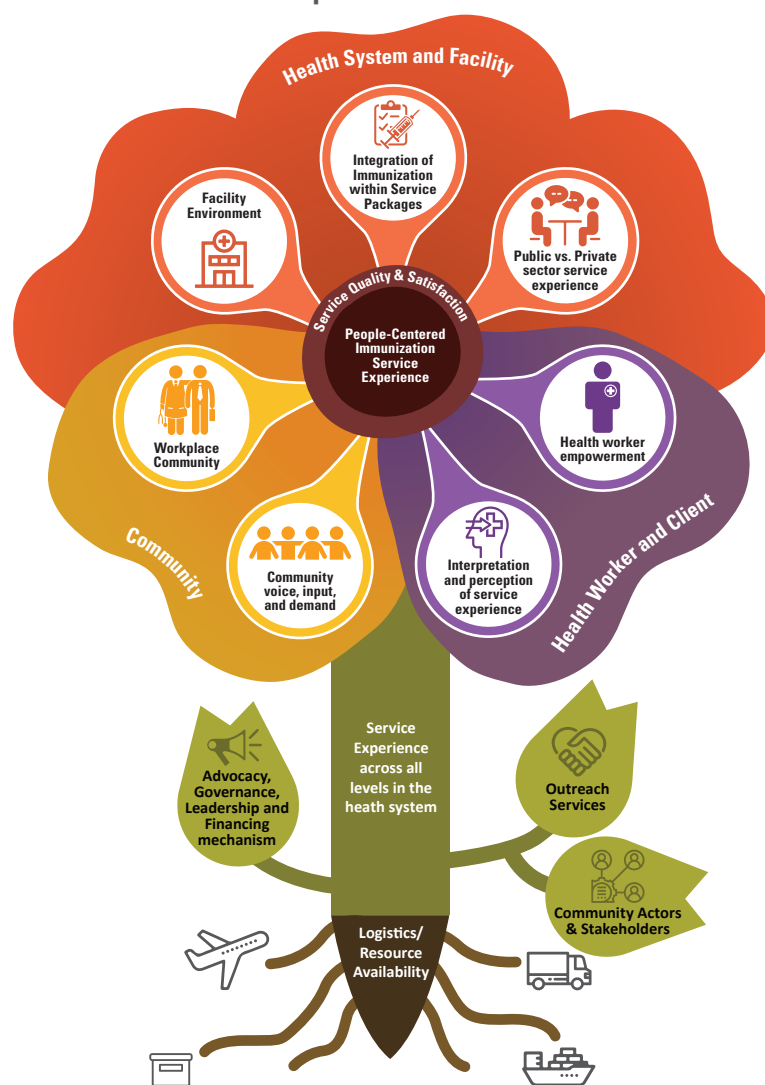 Health System and Facility
Integration of
Immunization
within Service
Packages
Facility
Environment
Public vs. Private
sector service
experience
Service Quality & Satisfaction
People-Centered
Immunization
Service
Experience
Workplace
Community
Health worker
empowerment
Community
Community
voice, input,
and demand
Interpretation
and perception
of service
experience
Health Worker and Client
Service
Experience
across all
levels in the
heath system
Advocacy,
Governance,
Leadership and
Financing
mechanism
Outreach
Services
Community Actors
& Stakeholders
Logistics/
Resource
Availability